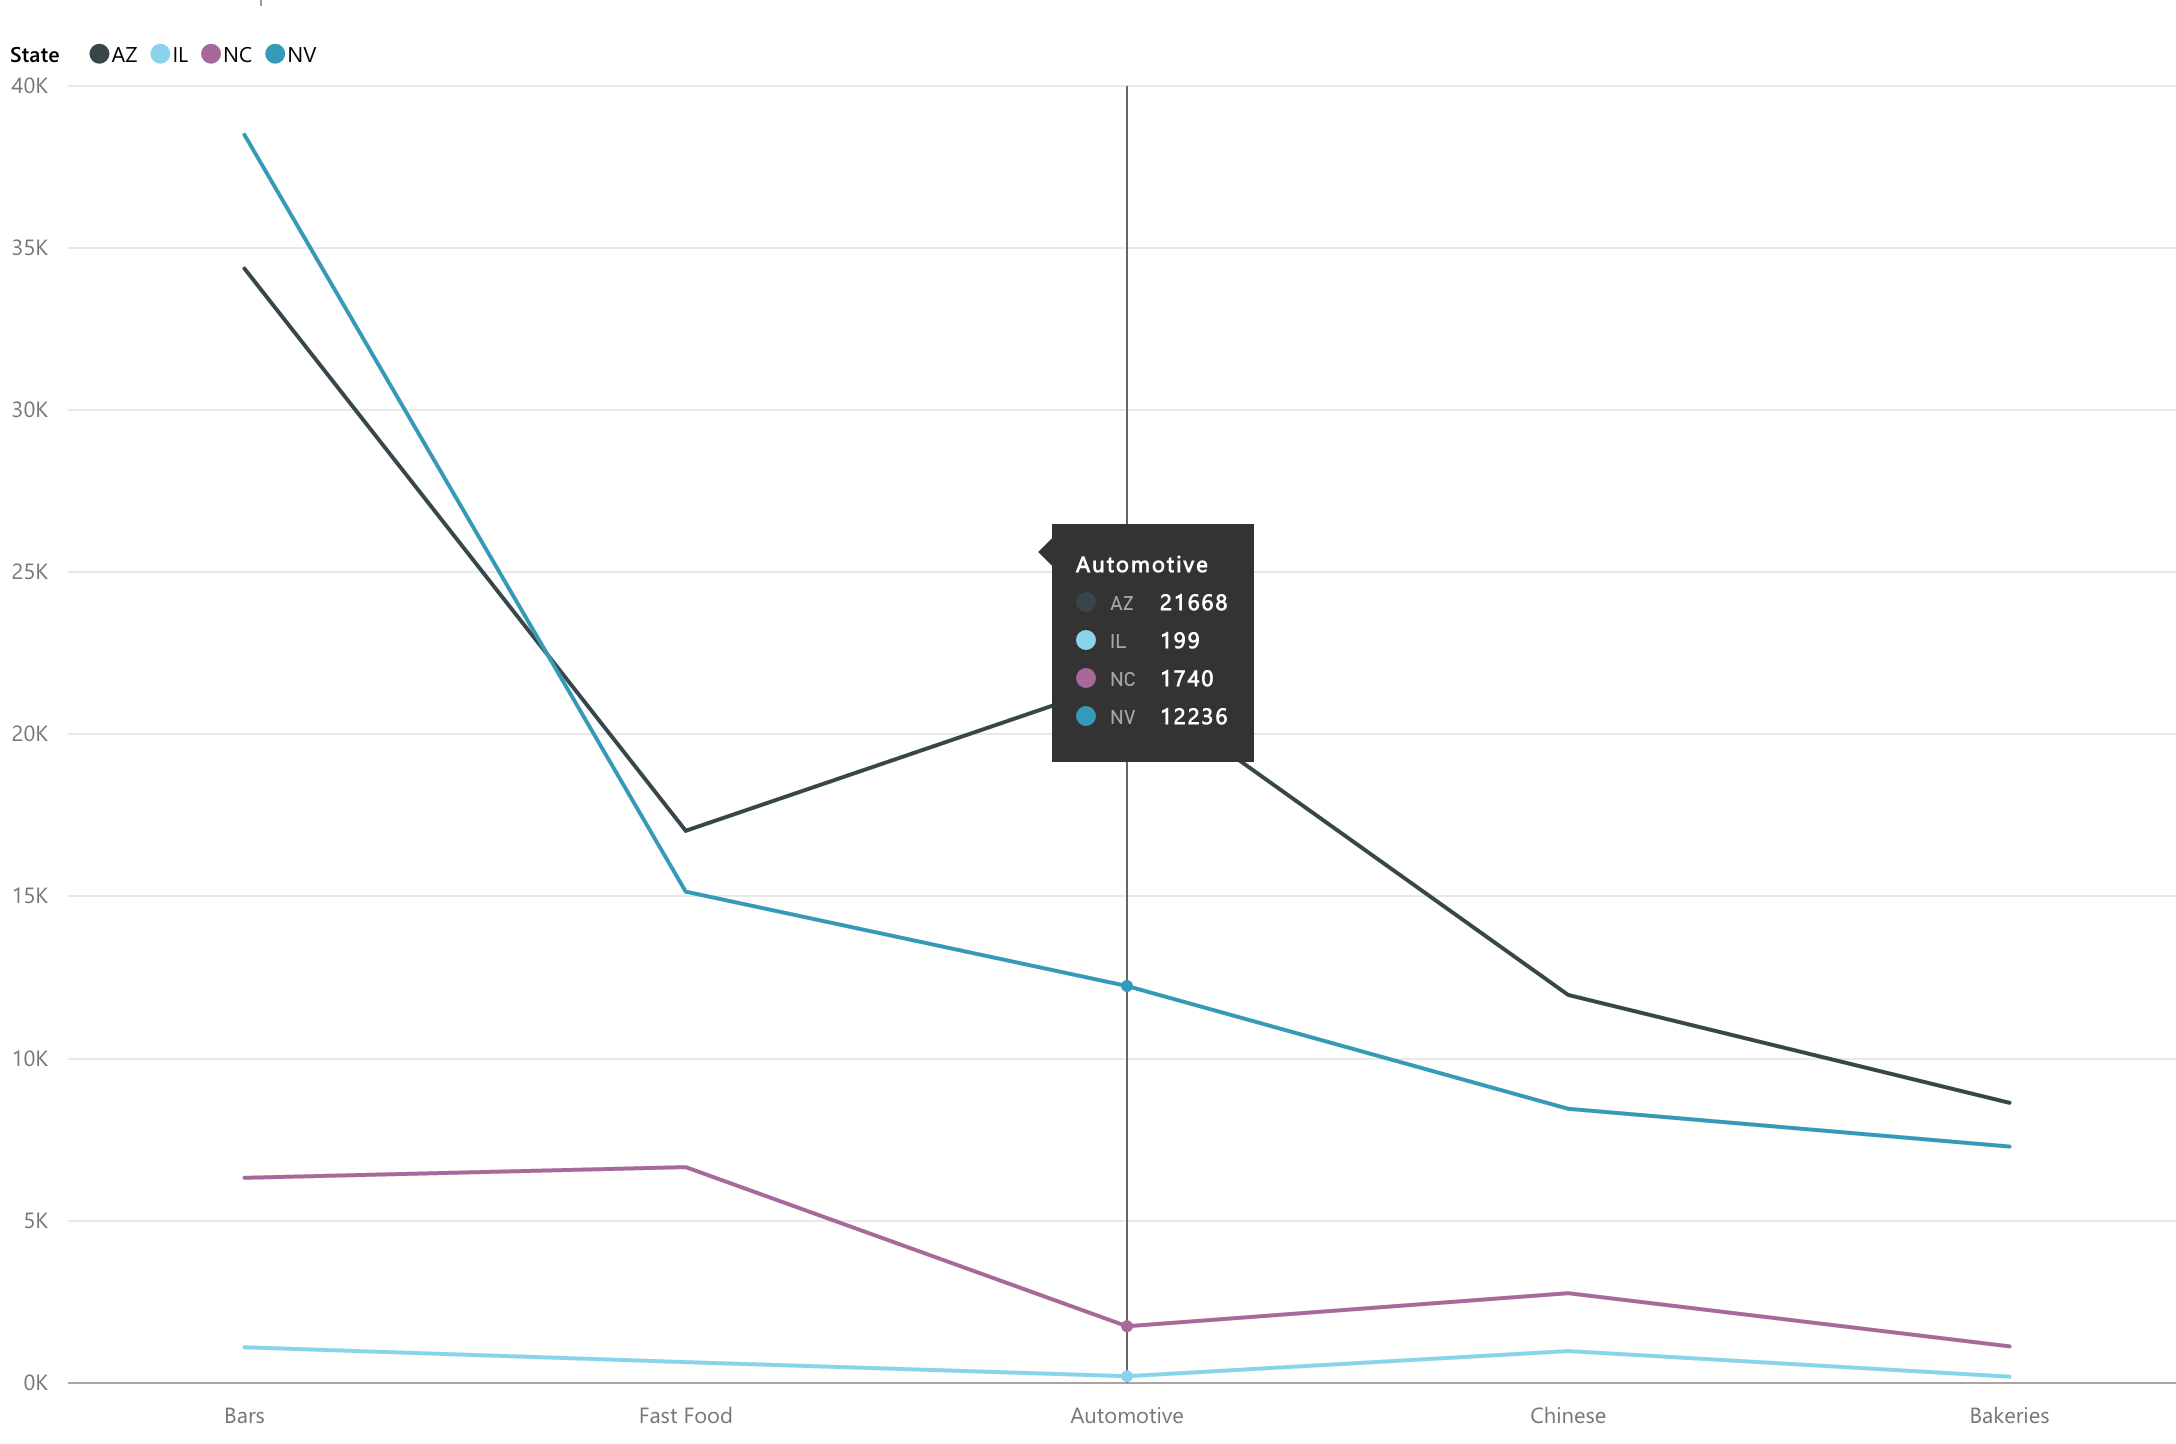 State AZ IL NC NV
40K
35K
30K
25K
20K
15K
10K
5K
0K
Automotive
AZ 21668
IL 199
NC 1740
NV 12236
Bars Fast Food Automotive Chinese Bakeries